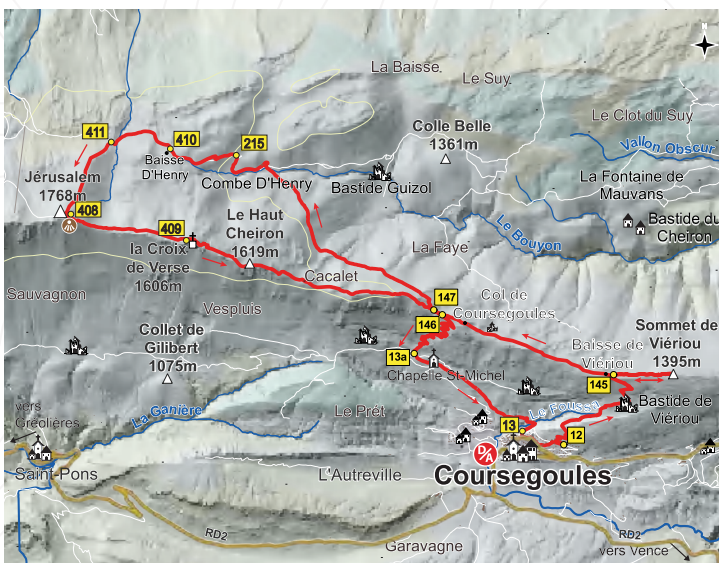 N
La Baisse
Le Suy
Le Clot du Suy
411
410
215
Colle Belle
1361m
Vallon Obscur
Baisse
D'Henry
Jérusalem
1768m
Combe D'Henry
Bastide Guizol
La Fontaine de
Mauvans
408
409
Le Haut
Cheiron
1619m
Le Bouyon
Bastide du
Cheiron
la Croix
de Verse
1606m
La Faye
Cacalet
Sauvagnon
Vespluis
147
146
Col de
Coursegoules
Collet de
Gilibert
1075m
13a
Chapelle St-Michel
Baisse de
Viériou
145
Sommet de
Viériou
1395m
Bastide de
Viériou
vers
Gréolières
La Ganière
Le Prêt
Le Foussa
13
12
D/A
Saint-Pons
L'Autreville
Coursegoules
RD2
Garavagne
RD2
vers Vence